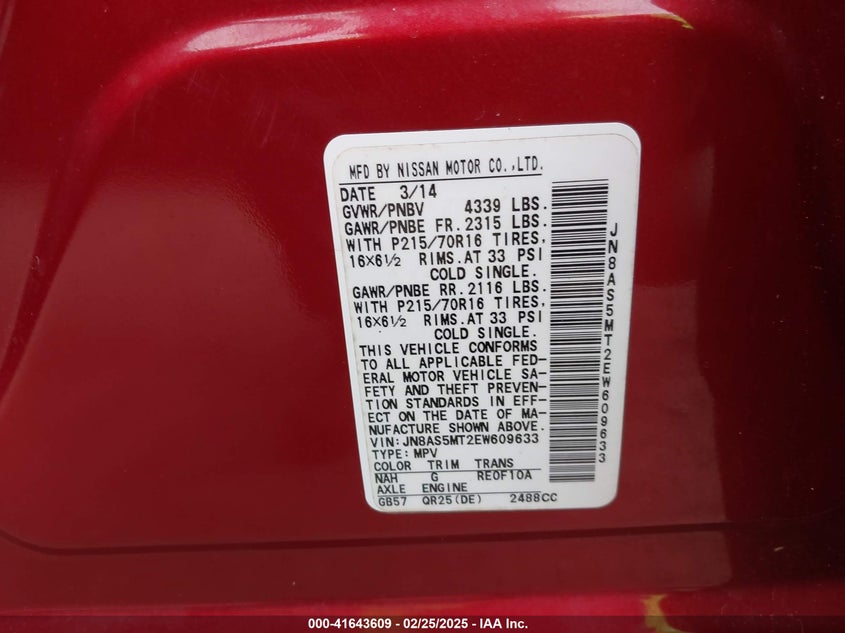 MFD BY NISSAN MOTOR CO.,LTD.
DATE 3/14
GVWR/PNBV 4339 LBS.
GAWR/PNBE FR.2315 LBS.
WITH P215/70R16 TIRES,
16×6½ RIMS.AT 33 PSI
COLD SINGLE.
GAWR/PNBE RR.2116 LBS.
WITH P215/70R16 TIRES,
16×6½ RIMS.AT 33 PSI
COLD SINGLE.
THIS VEHICLE CONFORMS
TO ALL APPLICABLE FED-
ERAL MOTOR VEHICLE SA-
FETY AND THEFT PREVEN-
TION STANDARDS IN EFF-
ECT ON THE DATE OF MA-
NUFACTURE SHOWN ABOVE.
VIN:JN8AS5MT2EW609633
TYPE:MPV
COLOR TRIM TRANS
NAH G RE0F10A
AXLE ENGINE
GB57 QR25(DE) 2488CC
JN8AS5MT2EW609633
000-41643609 - 02/25/2025 - IAA Inc.